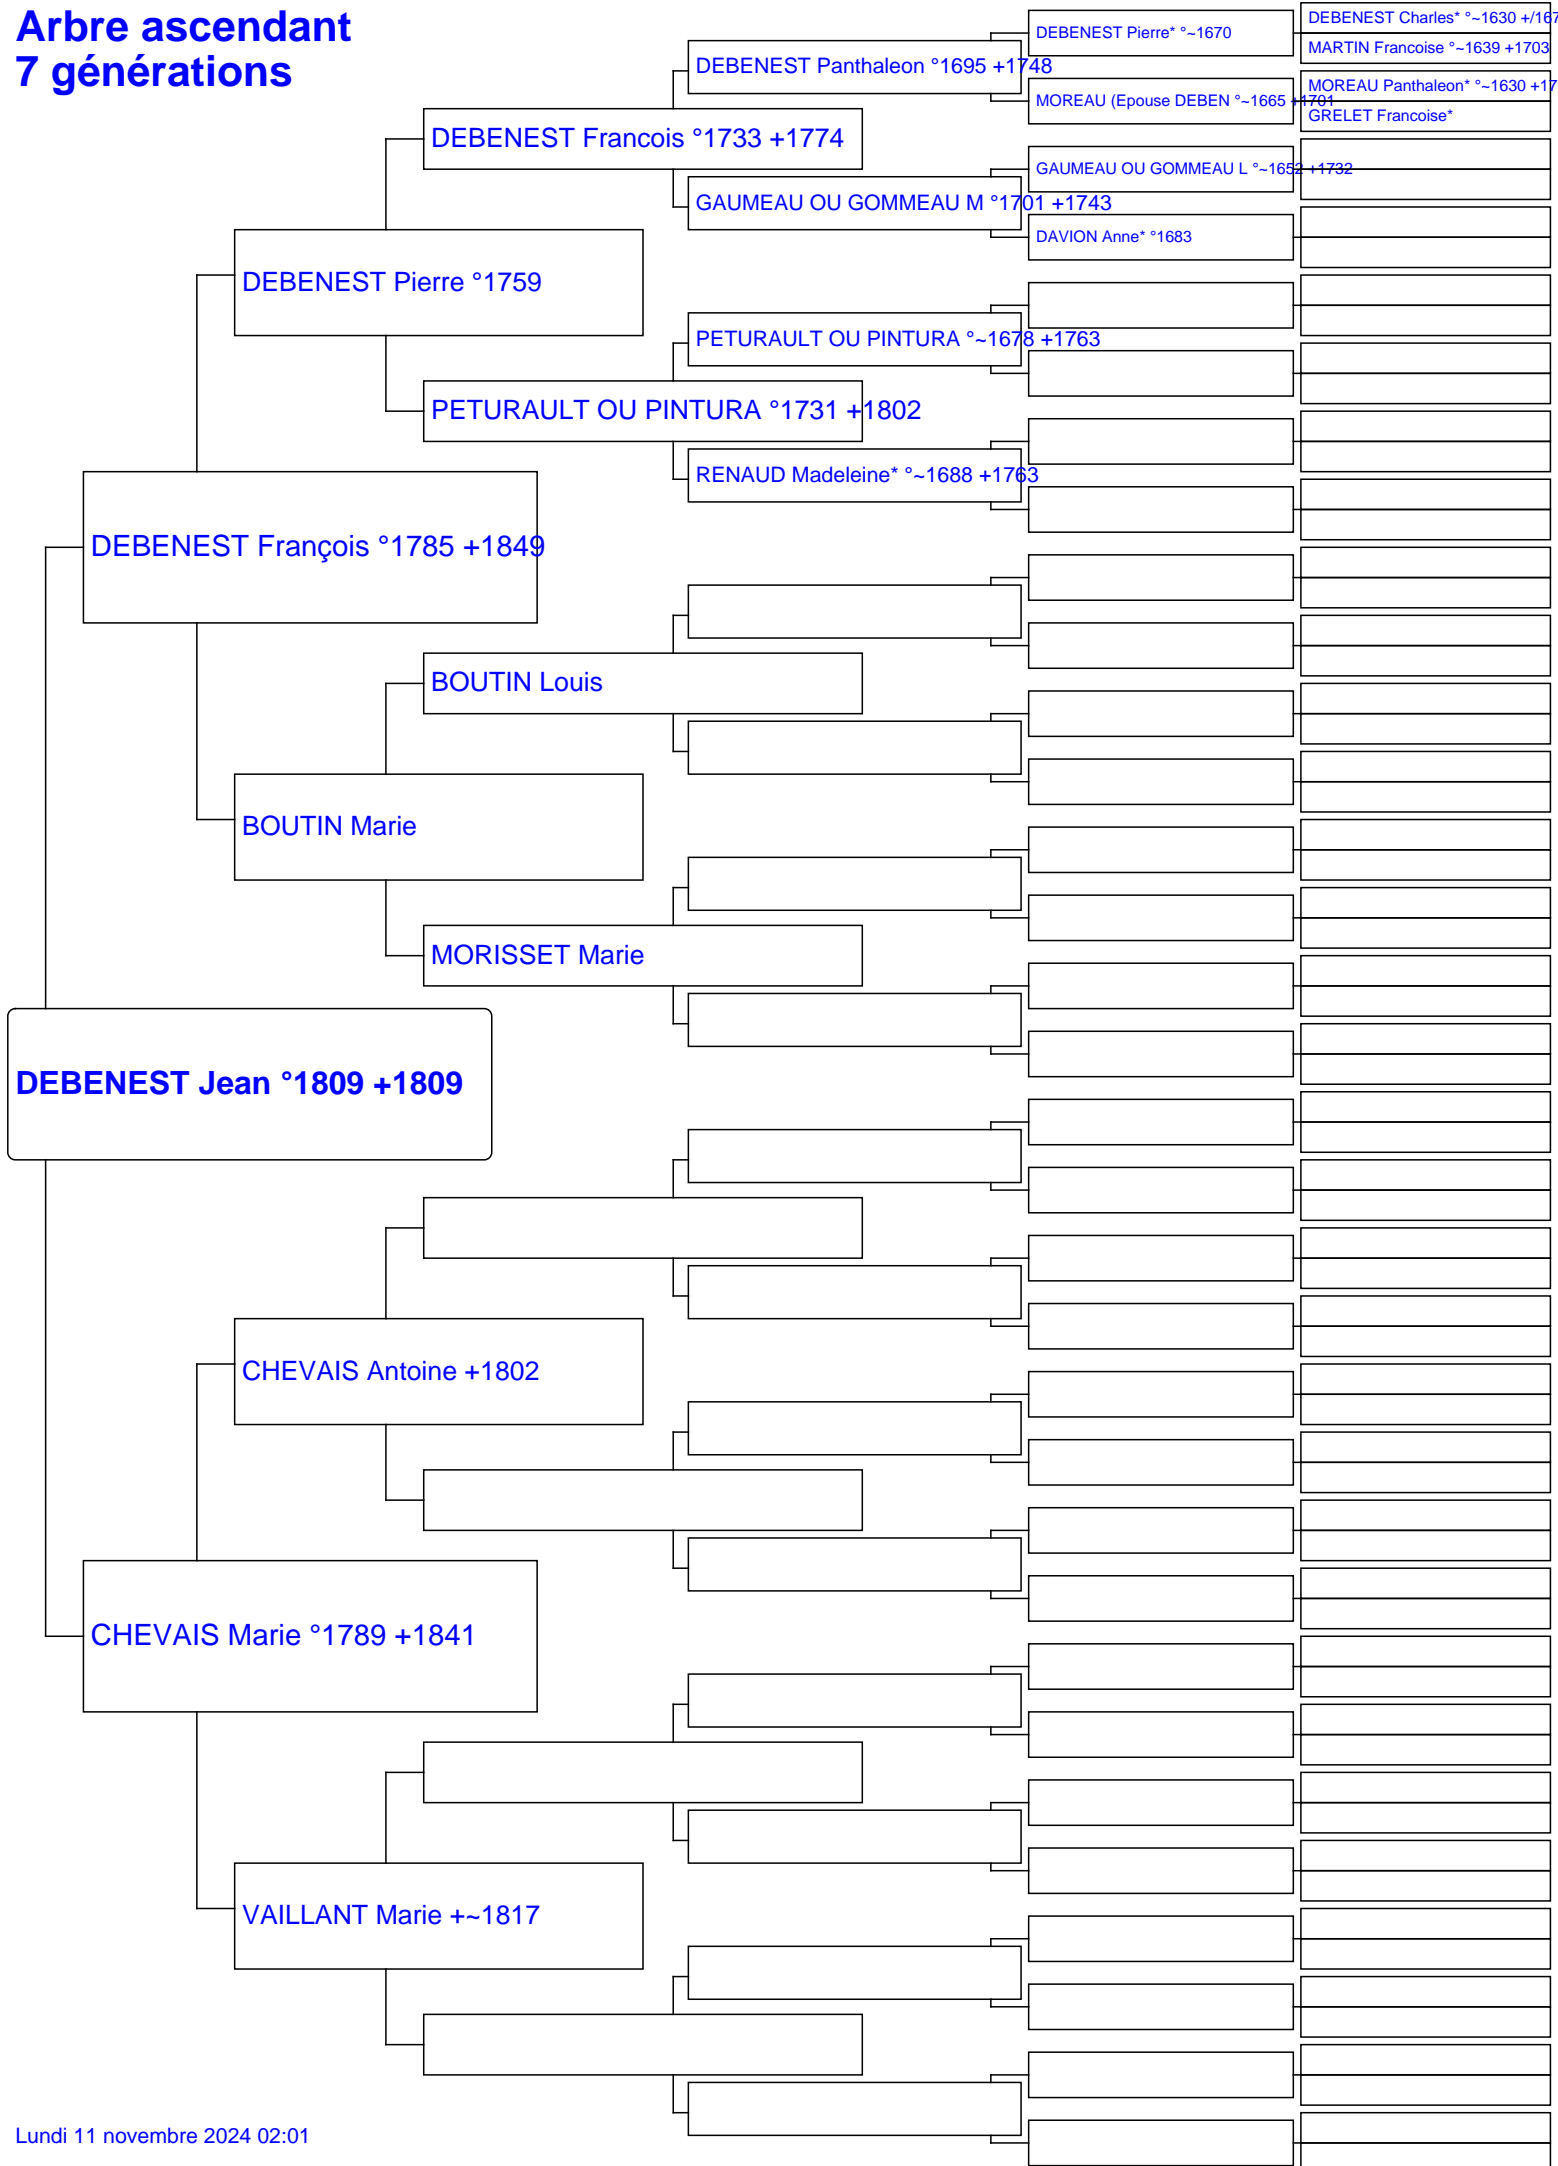 Arbre ascendant
7 générations
DEBENEST Charles* °~1630 +/167
DEBENEST Pierre* °~1670
MARTIN Francoise °~1639 +1703
DEBENEST Panthaleon °1695 +1748
MOREAU Panthaleon* °~1630 +17
MOREAU (Epouse DEBEN °~1665 +1701
GRELET Francoise*
DEBENEST Francois °1733 +1774
GAUMEAU OU GOMMEAU L °~1652 +1732
GAUMEAU OU GOMMEAU M °1701 +1743
DAVION Anne* °1683
DEBENEST Pierre °1759
PETURAULT OU PINTURA °~1678 +1763
PETURAULT OU PINTURA °1731 +1802
RENAUD Madeleine* °~1688 +1763
DEBENEST François °1785 +1849
BOUTIN Louis
BOUTIN Marie
MORISSET Marie
DEBENEST Jean °1809 +1809
CHEVAIS Antoine +1802
CHEVAIS Marie °1789 +1841
VAILLANT Marie +~1817
Lundi 11 novembre 2024 02:01